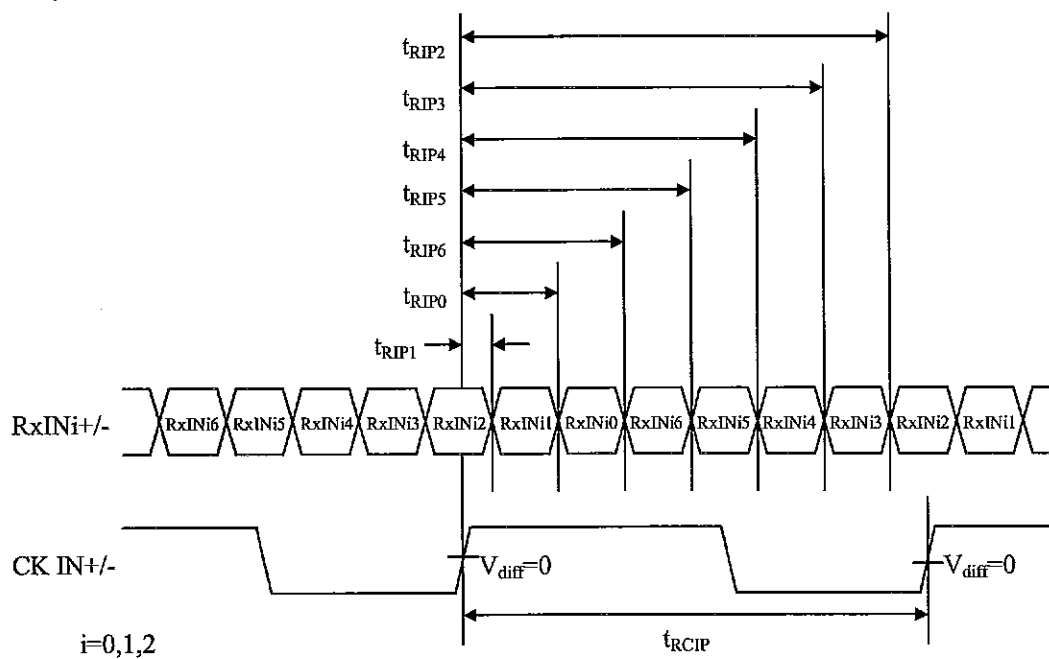 tRIP2
tRIP3
tRIP4
tRIP5
tRIP6
tRIP0
tRIP1
RxINi+/- RxINi6 RxINi5 RxINi4 RxINi3 RxINi2 RxINi1 RxINi0 RxINi6 RxINi5 RxINi4 RxINi3 RxINi2 RxINi1
CK IN+/- Vdiff=0 Vdiff=0
tRCIP
i=0,1,2